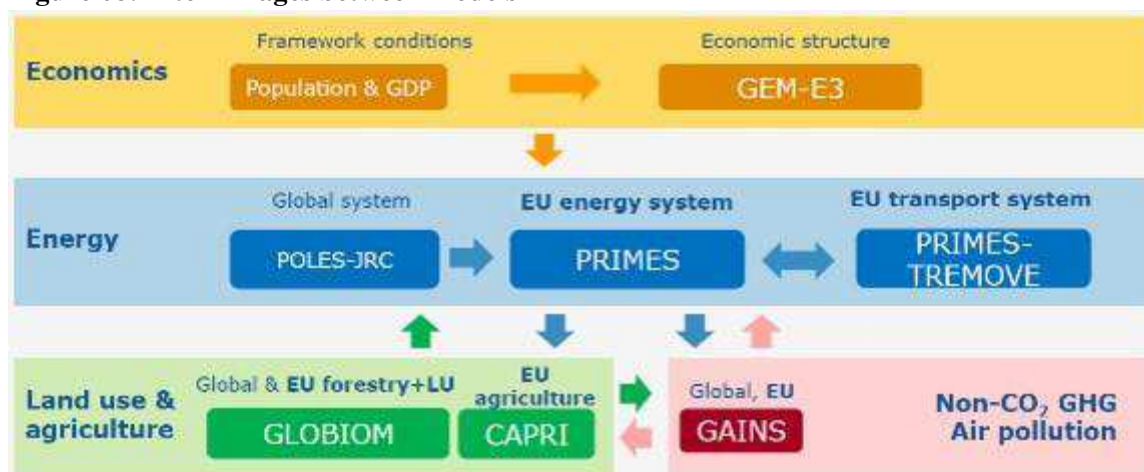 Framework conditions
Economic structure
Economics
Population & GDP
GEM-E3
Global system
EU energy system
EU transport system
Energy
POLES-JRC
PRIMES
PRIMES-
TREMOVE
Global & EU forestry+LU
EU
agriculture
Global, EU
Land use &
agriculture
GLOBIOM
CAPRI
GAINS
Non-CO₂ GHG
Air pollution